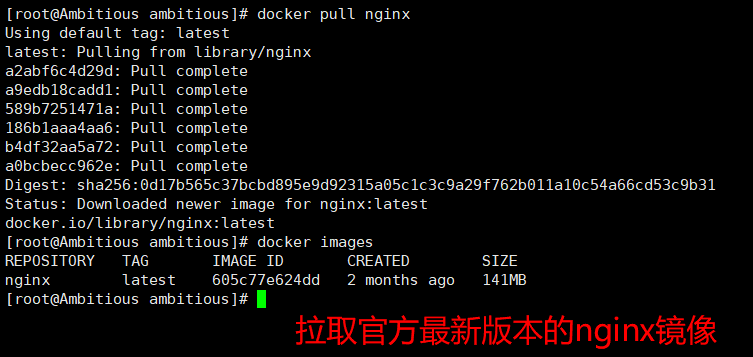 [root@Ambitious ambitious]# docker pull nginx
Using default tag: latest
latest: Pulling from library/nginx
a2abf6c4d29d: Pull complete
a9edb18cadd1: Pull complete
589b7251471a: Pull complete
186b1aaa4aa6: Pull complete
b4df32aa5a72: Pull complete
a0bcbecc962e: Pull complete
Digest: sha256:0d17b565c37bcbd895e9d92315a05c1c3c9a29f762b011a10c54a66cd53c9b31
Status: Downloaded newer image for nginx:latest
docker.io/library/nginx:latest
[root@Ambitious ambitious]# docker images
REPOSITORY   TAG       IMAGE ID       CREATED        SIZE
nginx        latest    605c77e624dd   2 months ago   141MB
[root@Ambitious ambitious]#
拉取官方最新版本的nginx镜像